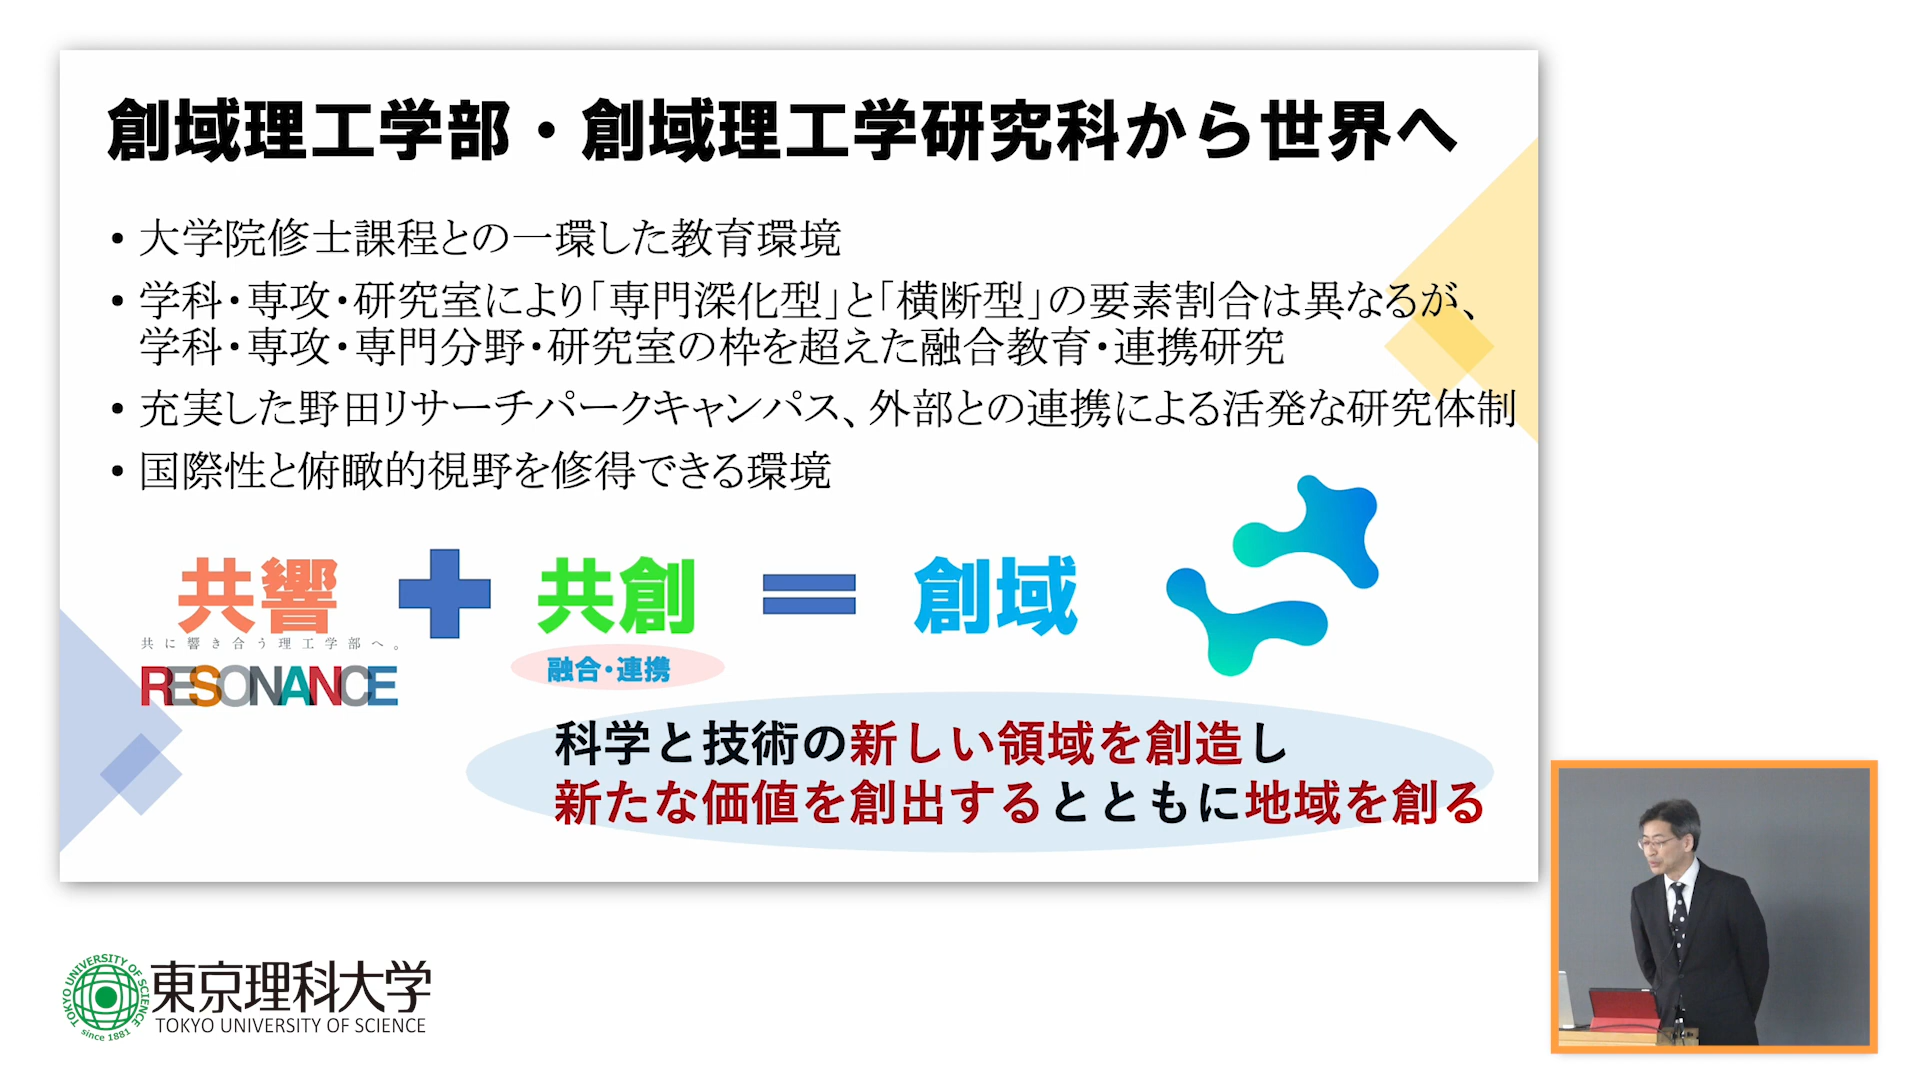 創域理工学部・創域理工学研究科から世界へ
• 大学院修士課程との一環した教育環境
• 学科・専攻・研究室により「専門深化型」と「横断型」の要素割合は異なるが、
学科・専攻・専門分野・研究室の枠を超えた融合教育・連携研究
• 充実した野田リサーチパークキャンパス、外部との連携による活発な研究体制
• 国際性と俯瞰的視野を修得できる環境
共響 + 共創 = 創域
共に響き合う理工学部へ。
融合・連携
RESONANCE
科学と技術の新しい領域を創造し
新たな価値を創出するとともに地域を創る
TOKYO UNIVERSITY OF SCIENCE
since 1881
東京理科大学
TOKYO UNIVERSITY OF SCIENCE